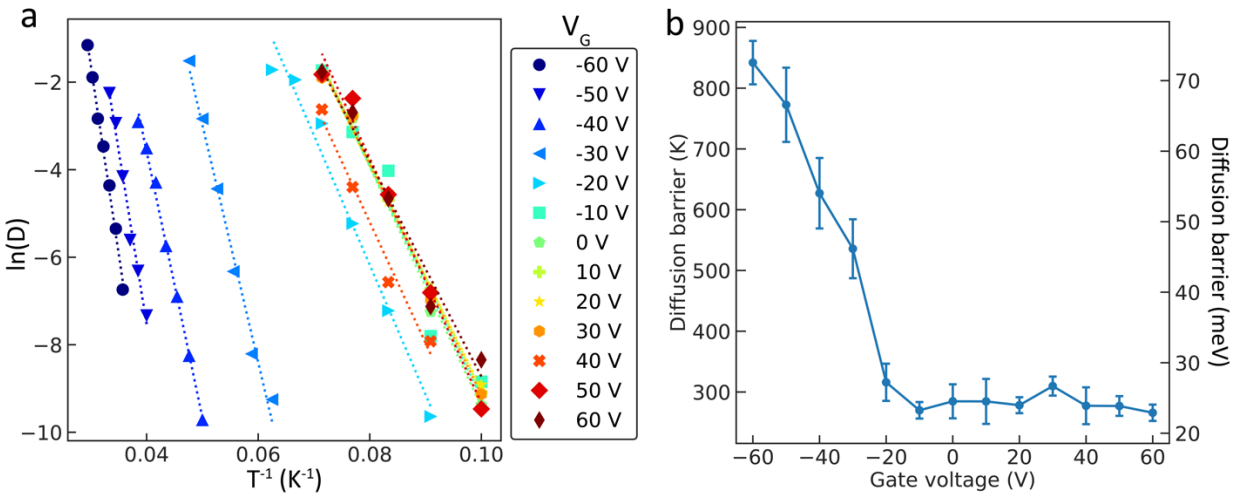 a
ln(D)
−2
−4
−6
−8
−10
0.04
0.06
0.08
0.10
T⁻¹ (K⁻¹)
V_G
-60 V
-50 V
-40 V
-30 V
-20 V
-10 V
0 V
10 V
20 V
30 V
40 V
50 V
60 V
b
Diffusion barrier (K)
900
800
700
600
500
400
300
−60
−40
−20
0
20
40
60
Gate voltage (V)
70
60
50
40
30
20
Diffusion barrier (meV)